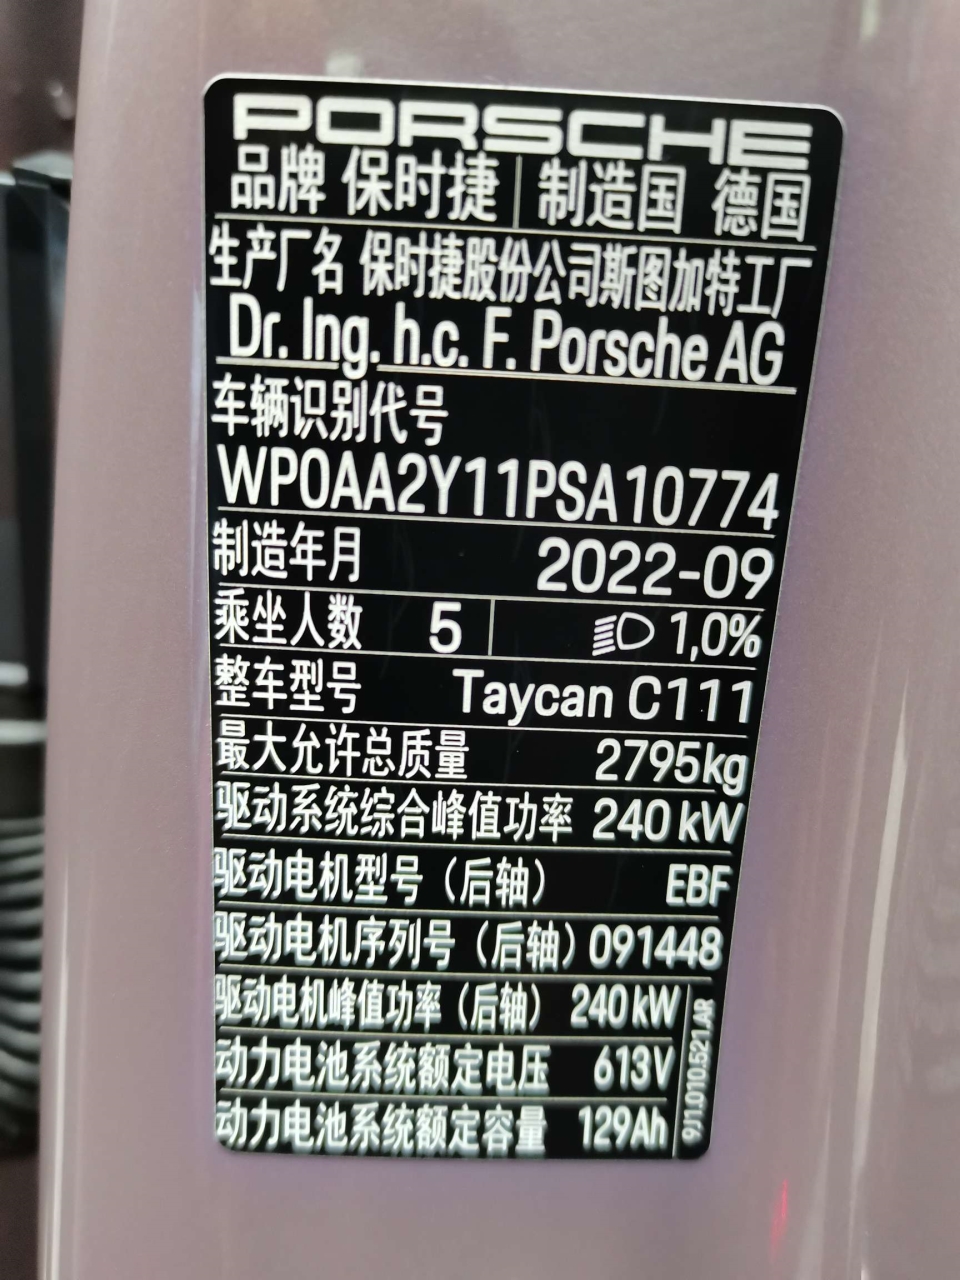 PORSCHE
品牌 保时捷 制造国 德国
生产厂名 保时捷股份公司斯图加特工厂
Dr. Ing. h.c. F. Porsche AG
车辆识别代号
WP0AA2Y11PSA10774
制造年月 2022-09
乘坐人数 5 1,0%
整车型号 Taycan C111
最大允许总质量 2795kg
驱动系统综合峰值功率 240 kW
驱动电机型号（后轴） EBF
驱动电机序列号（后轴） 091448
驱动电机峰值功率（后轴） 240 kW
动力电池系统额定电压 613V
动力电池系统额定容量 129Ah
9J1.010.521.AR